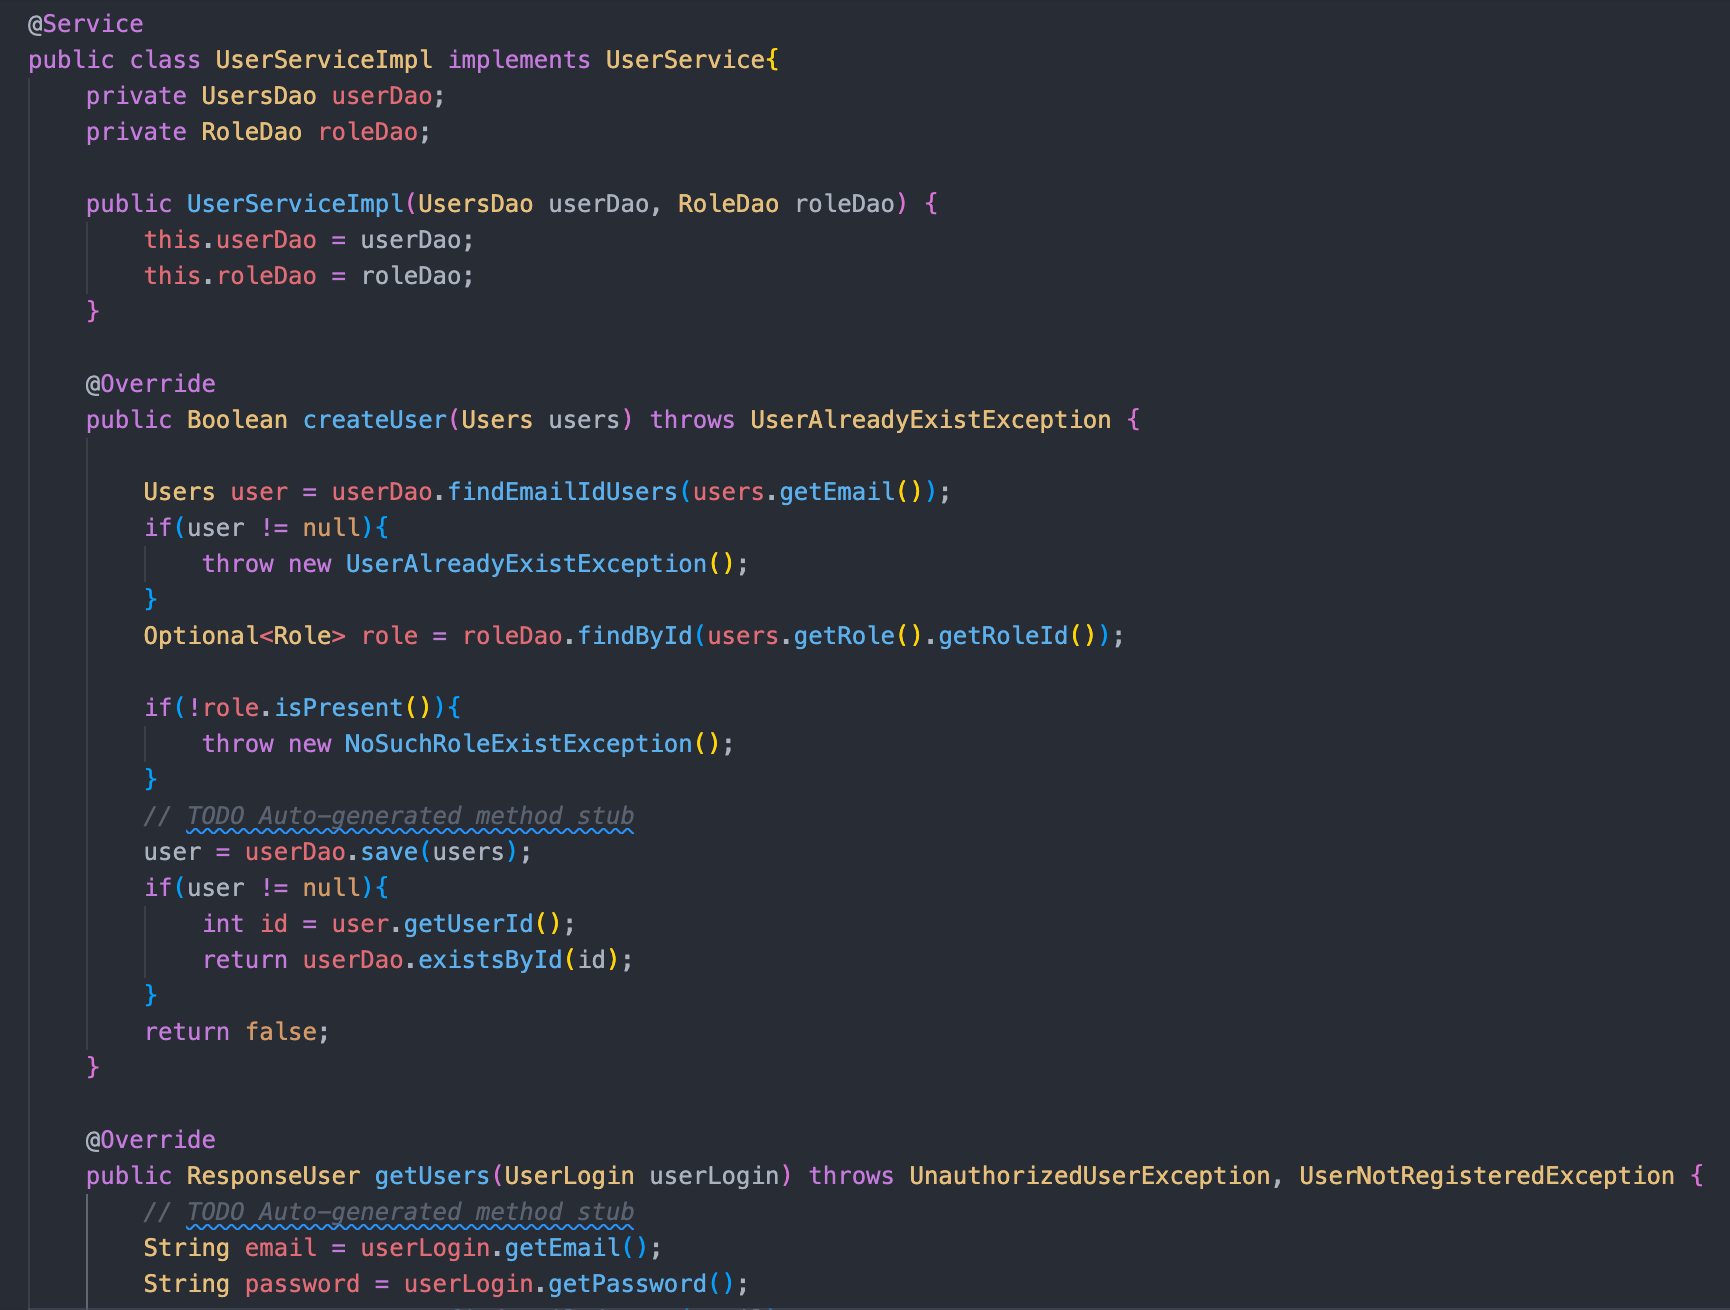 @Service
public class UserServiceImpl implements UserService{
    private UsersDao userDao;
    private RoleDao roleDao;

    public UserServiceImpl(UsersDao userDao, RoleDao roleDao) {
        this.userDao = userDao;
        this.roleDao = roleDao;
    }

    @Override
    public Boolean createUser(Users users) throws UserAlreadyExistException {

        Users user = userDao.findEmailIdUsers(users.getEmail());
        if(user != null){
            throw new UserAlreadyExistException();
        }
        Optional<Role> role = roleDao.findById(users.getRole().getRoleId());

        if(!role.isPresent()){
            throw new NoSuchRoleExistException();
        }
        // TODO Auto-generated method stub
        user = userDao.save(users);
        if(user != null){
            int id = user.getUserId();
            return userDao.existsById(id);
        }
        return false;
    }

    @Override
    public ResponseUser getUsers(UserLogin userLogin) throws UnauthorizedUserException, UserNotRegisteredException {
        // TODO Auto-generated method stub
        String email = userLogin.getEmail();
        String password = userLogin.getPassword();